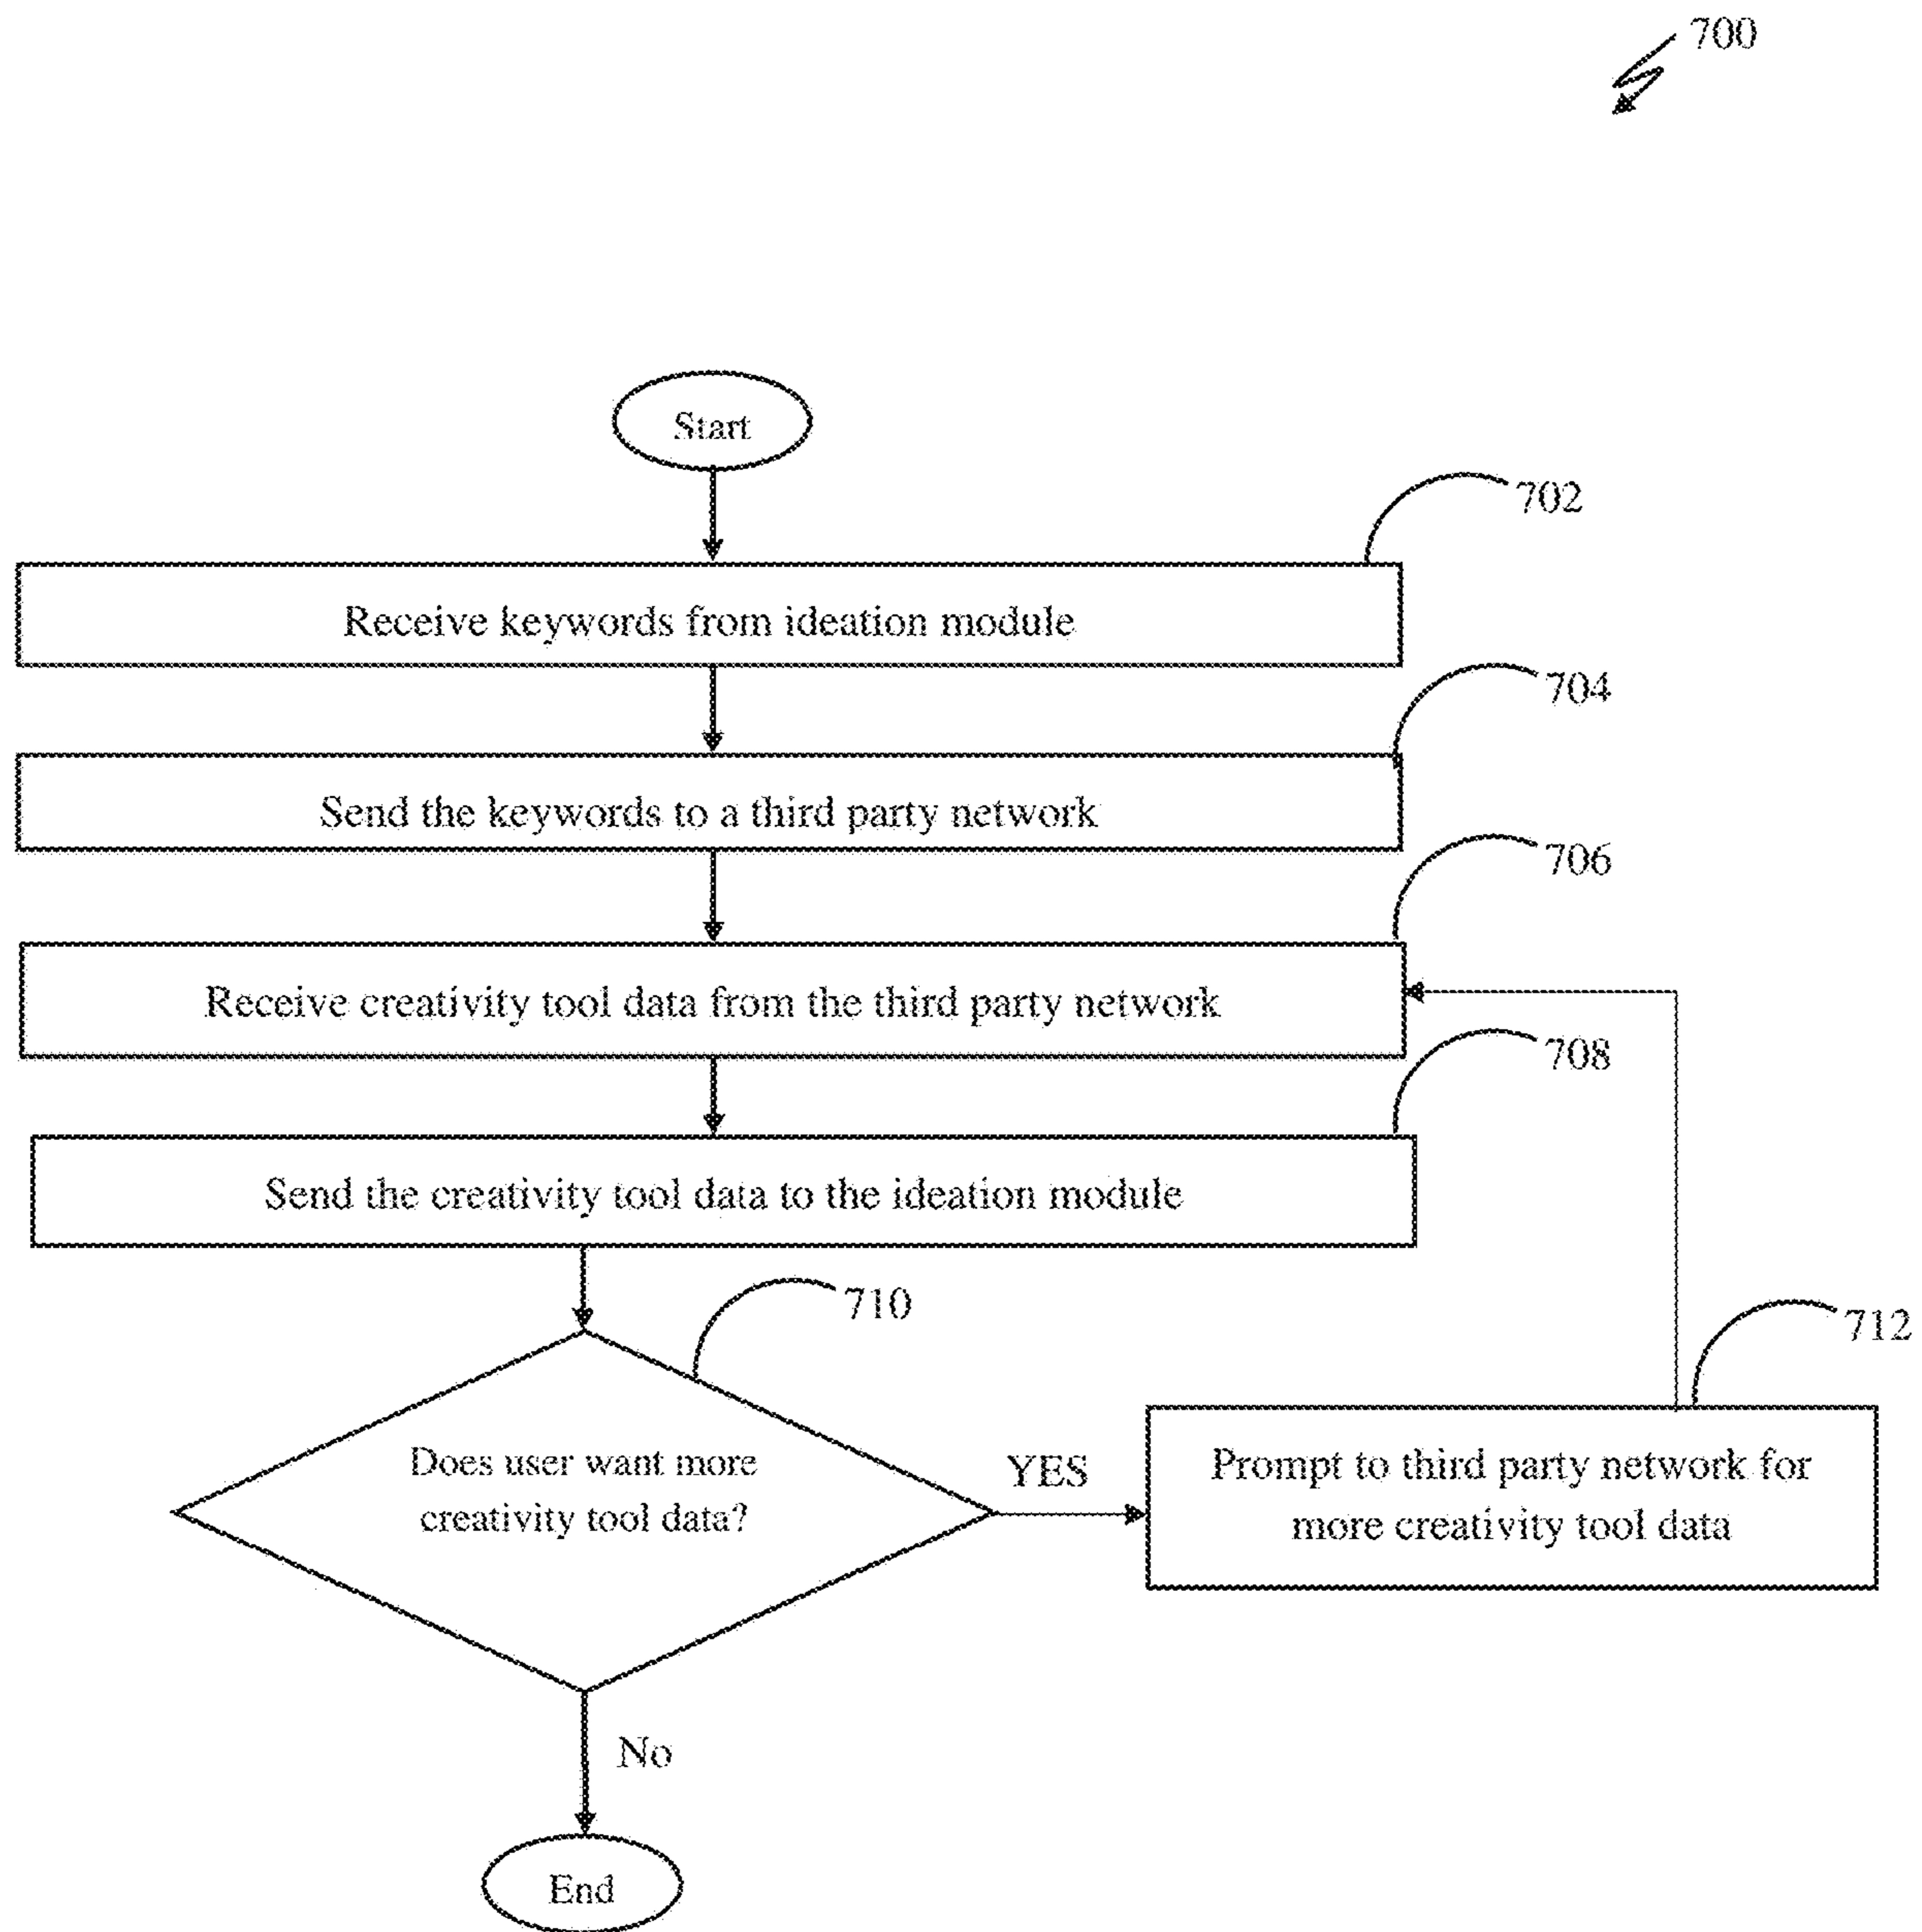 700
Start
702
Receive keywords from ideation module
704
Send the keywords to a third party network
706
Receive creativity tool data from the third party network
708
Send the creativity tool data to the ideation module
710
712
Does user want more
creativity tool data?
YES
Prompt to third party network for
more creativity tool data
No
End